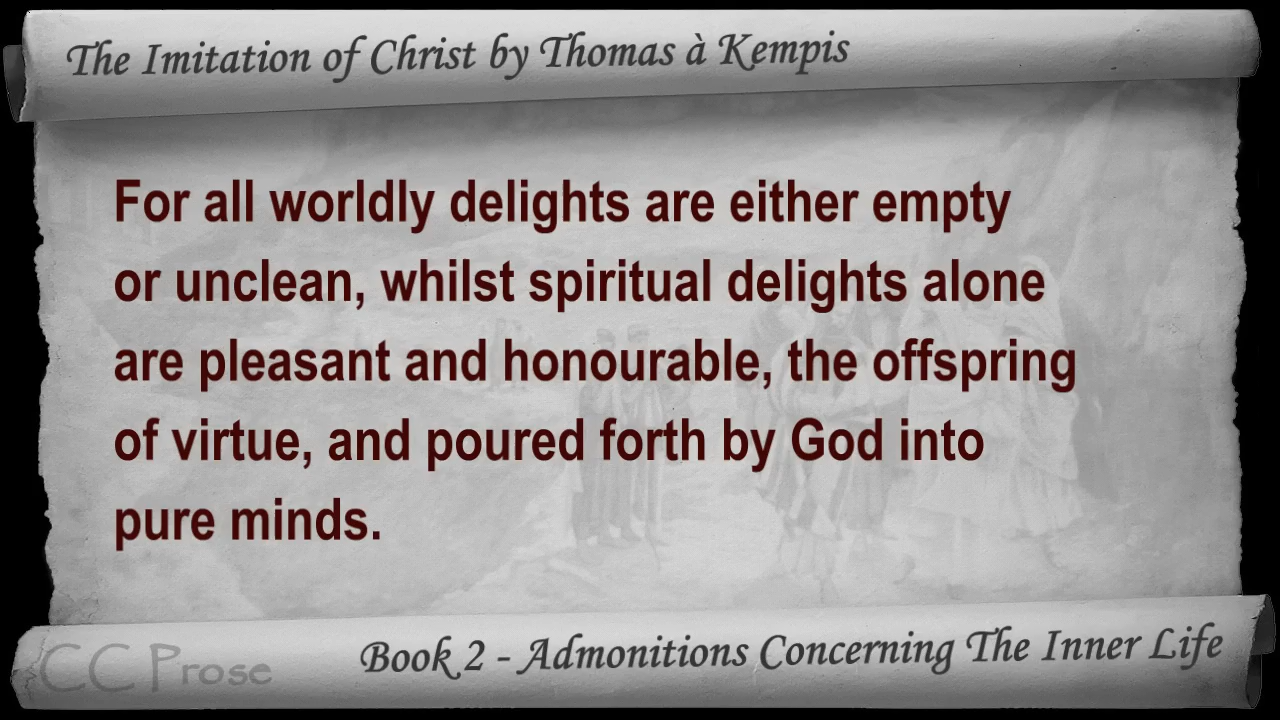 The Imitation of Christ by Thomas à Kempis
For all worldly delights are either empty
or unclean, whilst spiritual delights alone
are pleasant and honourable, the offspring
of virtue, and poured forth by God into
pure minds.
CC Prose
Book 2 - Admonitions Concerning The Inner Life